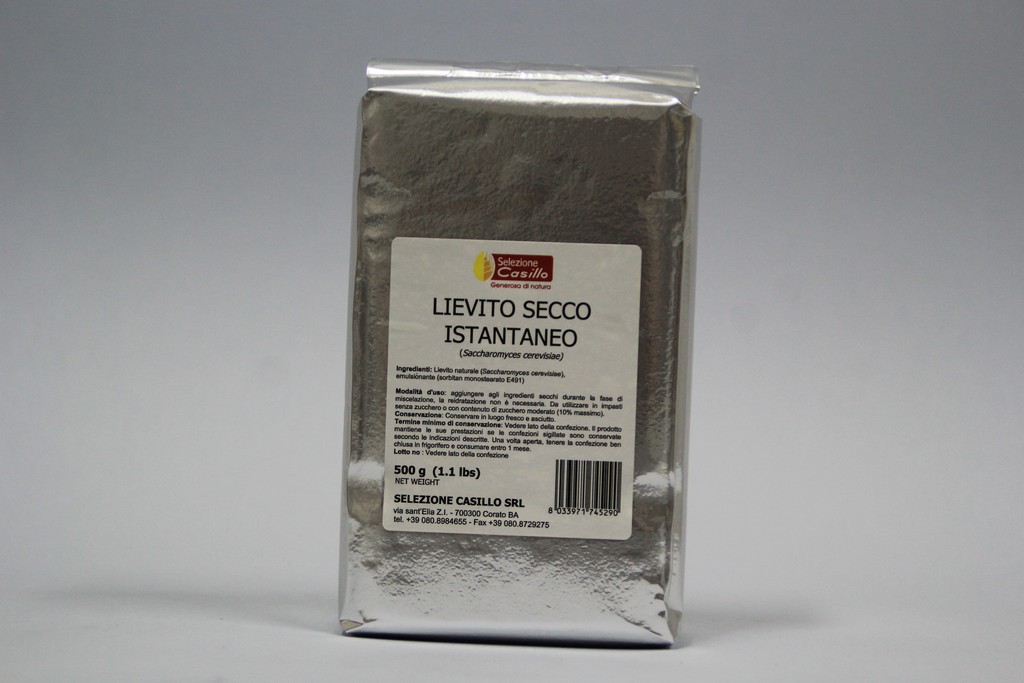 Selezione
Casillo
Generosa di natura
LIEVITO SECCO
ISTANTANEO
(Saccharomyces cerevisiae)
Ingredienti: Lievito naturale (Saccharomyces cerevisiae),
emulsionante (sorbitan monostearato E491)
Modalità d'uso: aggiungere agli ingredienti secchi durante la fase di
miscelazione, la reidratazione non è necessaria. Da utilizzare in impasti
senza zucchero o con contenuto di zucchero moderato (10% massimo).
Conservazione: Conservare in luogo fresco e asciutto.
Termine minimo di conservazione: Vedere lato della confezione. Il prodotto
mantiene le sue prestazioni se le confezioni sigillate sono conservate
secondo le indicazioni descritte. Una volta aperta, tenere la confezione ben
chiusa in frigorifero e consumare entro 1 mese.
Lotto no : Vedere lato della confezione
500 g (1.1 lbs)
NET WEIGHT
SELEZIONE CASILLO SRL
via sant'Elia Z.I. - 700300 Corato BA
tel. +39 080.8984655 - Fax +39 080.8729275
8 033971 745290